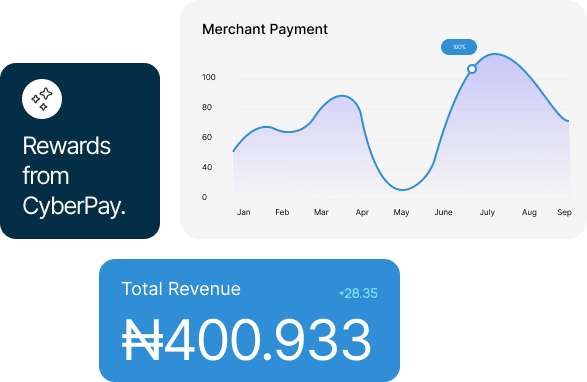 Merchant Payment
100%
100
80
60
40
0
Jan Feb Mar Apr May June July Aug Sep
Rewards
from
CyberPay.
Total Revenue
+28.35
₦400.933